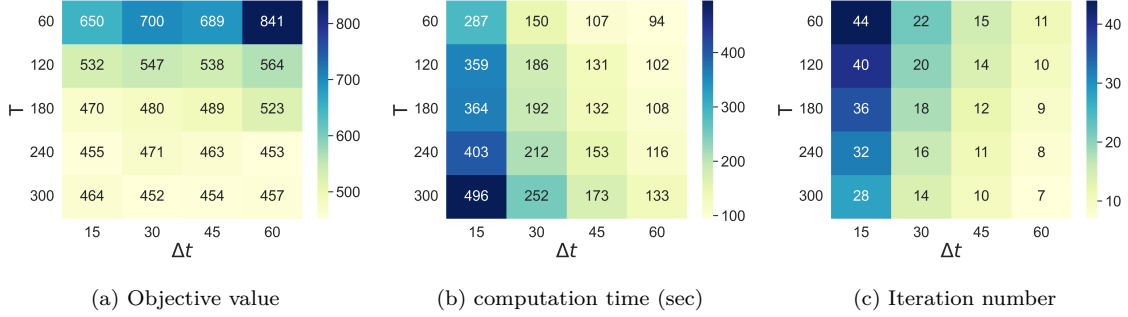 60 650 700 689 841
120 532 547 538 564
180 470 480 489 523
240 455 471 463 453
300 464 452 454 457
15 30 45 60
T
Δt
800
700
600
500
(a) Objective value
287 150 107 94
359 186 131 102
364 192 132 108
403 212 153 116
496 252 173 133
15 30 45 60
T
Δt
400
300
200
100
(b) computation time (sec)
60 44 22 15 11
120 40 20 14 10
180 36 18 12 9
240 32 16 11 8
300 28 14 10 7
15 30 45 60
T
Δt
40
30
20
10
(c) Iteration number